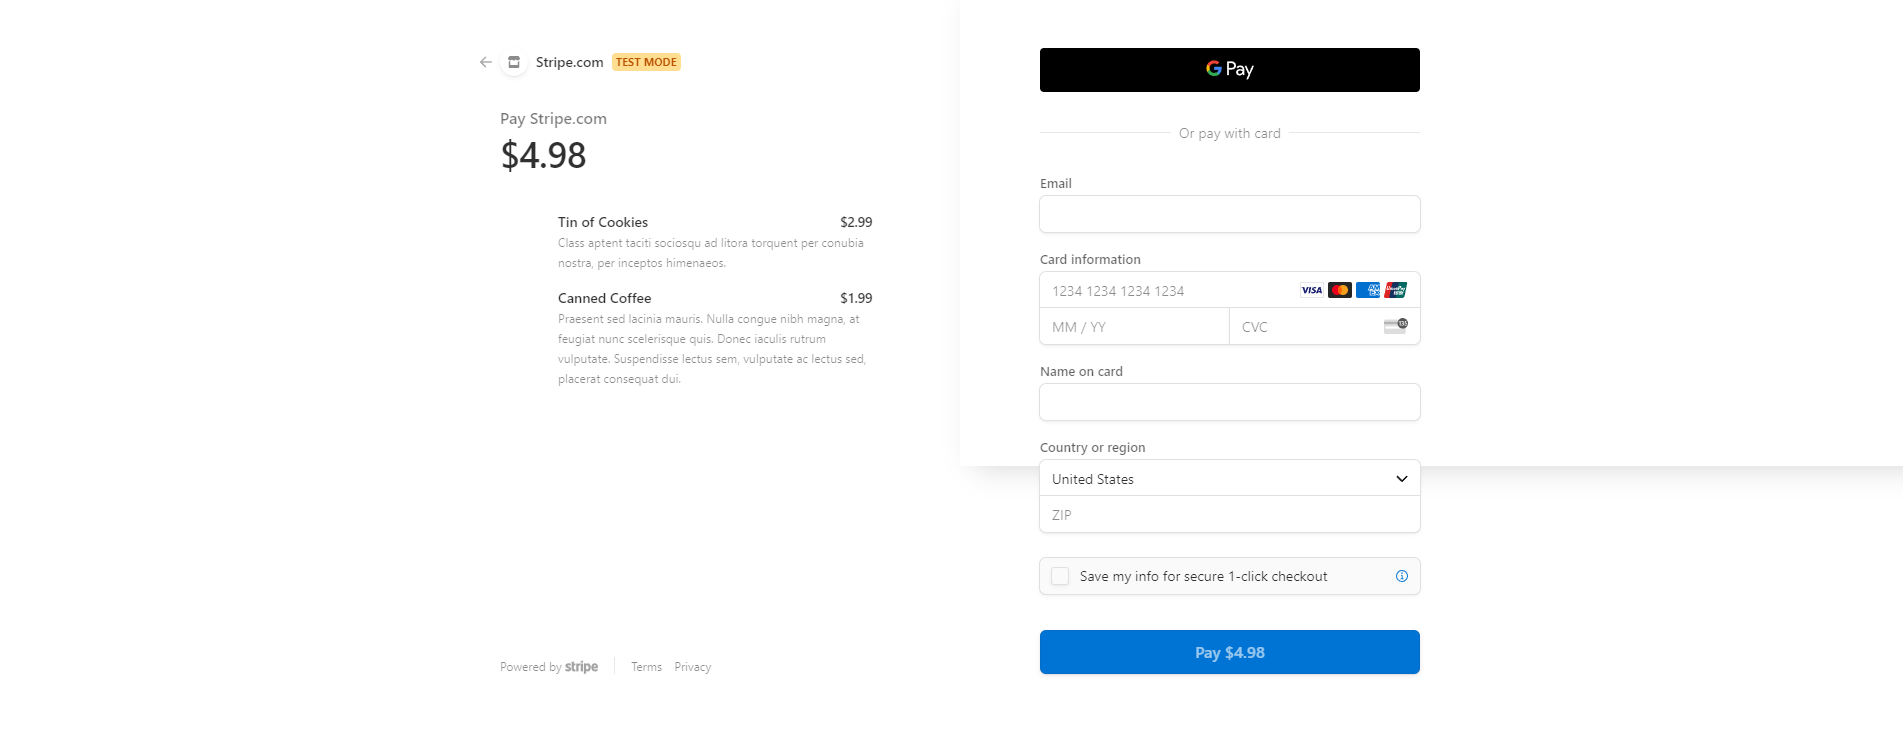 Stripe.com TEST MODE
Pay Stripe.com
$4.98
Tin of Cookies $2.99
Class aptent taciti sociosqu ad litora torquent per conubia
nostra, per inceptos himenaeos.
Canned Coffee $1.99
Praesent sed lacinia mauris. Nulla congue nibh magna, at
feugiat nunc scelerisque quis. Donec iaculis rutrum
vulputate. Suspendisse lectus sem, vulputate ac lectus sed,
placerat consequat dui.
Powered by stripe Terms Privacy
G Pay
Or pay with card
Email
Card information
1234 1234 1234 1234 VISA
MM / YY CVC
Name on card
Country or region
United States
ZIP
Save my info for secure 1-click checkout
Pay $4.98